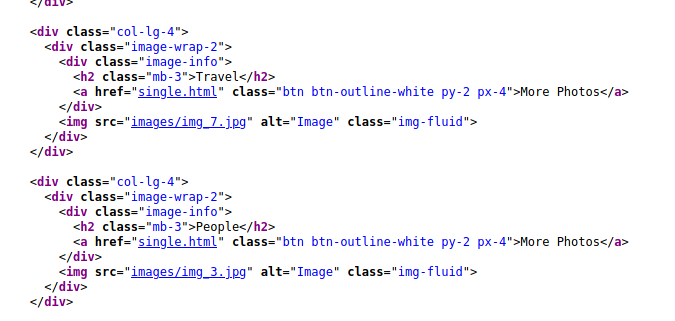 </div>
<div class="col-lg-4">
<div class="image-wrap-2">
<div class="image-info">
<h2 class="mb-3">Travel</h2>
<a href="single.html" class="btn btn-outline-white py-2 px-4">More Photos</a>
</div>
<img src="images/img_7.jpg" alt="Image" class="img-fluid">
</div>
</div>
<div class="col-lg-4">
<div class="image-wrap-2">
<div class="image-info">
<h2 class="mb-3">People</h2>
<a href="single.html" class="btn btn-outline-white py-2 px-4">More Photos</a>
</div>
<img src="images/img_3.jpg" alt="Image" class="img-fluid">
</div>
</div>